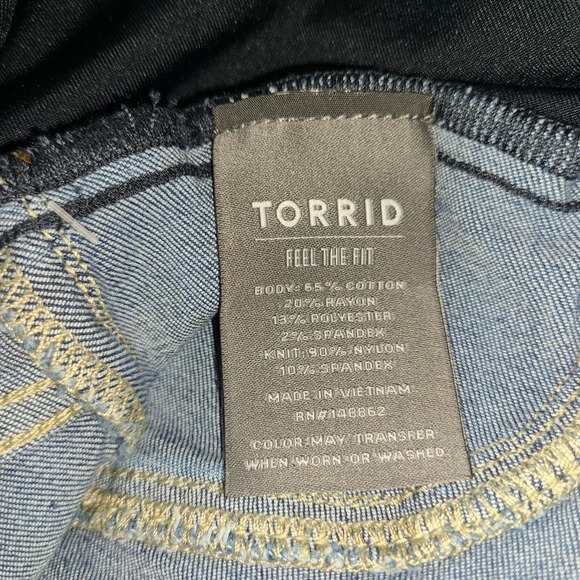 TORRID
FEEL THE FIT
BODY: 65% COTTON
20% RAYON
13% POLYESTER
2% SPANDEX
KNIT: 90% NYLON
10% SPANDEX
MADE IN VIETNAM
RN#148862
COLOR MAY TRANSFER
WHEN WORN OR WASHED.